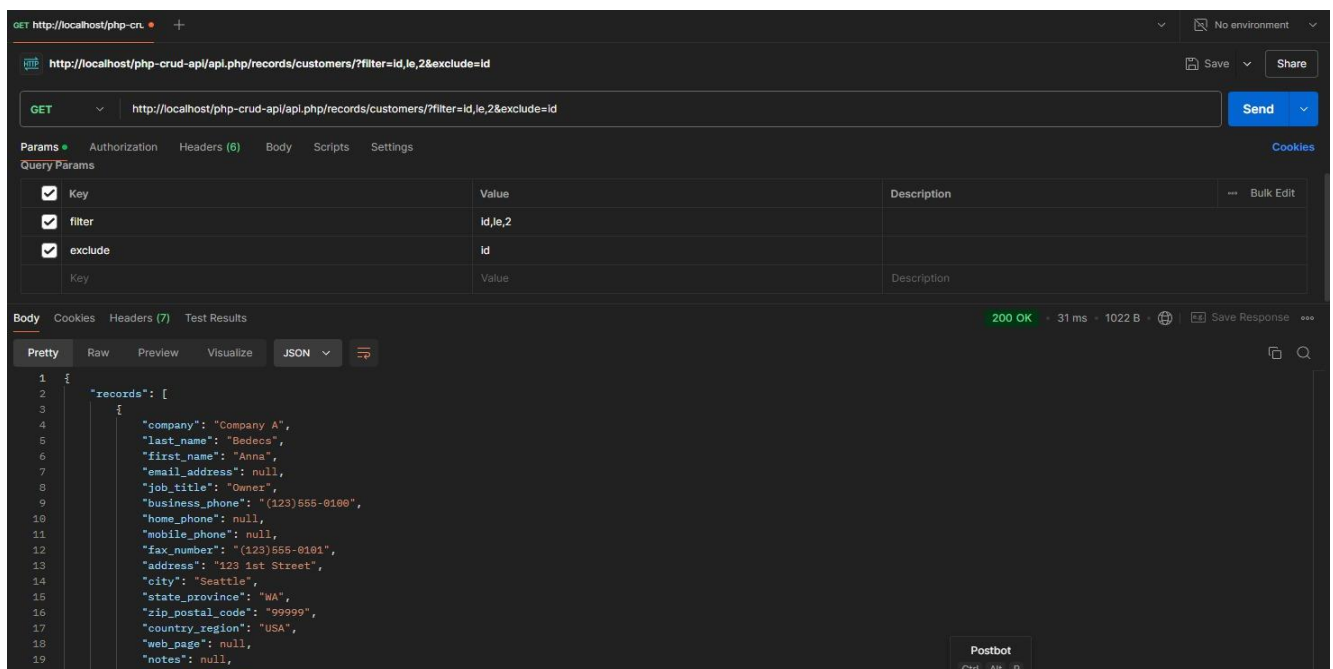 GET http://localhost/php-cru
No environment
HTTP http://localhost/php-crud-api/api.php/records/customers/?filter=id,le,2&exclude=id
Save
Share
GET http://localhost/php-crud-api/api.php/records/customers/?filter=id,le,2&exclude=id
Send
Params Authorization Headers (6) Body Scripts Settings Cookies
Query Params
Key Value Description Bulk Edit
filter id,le,2
exclude id
Key Value Description
Body Cookies Headers (7) Test Results 200 OK 31 ms 1022 B Save Response
Pretty Raw Preview Visualize JSON
1 {
2 "records": [
3 {
4 "company": "Company A",
5 "last_name": "Bedecs",
6 "first_name": "Anna",
7 "email_address": null,
8 "job_title": "Owner",
9 "business_phone": "(123)555-0100",
10 "home_phone": null,
11 "mobile_phone": null,
12 "fax_number": "(123)555-0101",
13 "address": "123 1st Street",
14 "city": "Seattle",
15 "state_province": "WA",
16 "zip_postal_code": "99999",
17 "country_region": "USA",
18 "web_page": null,
19 "notes": null,
Postbot